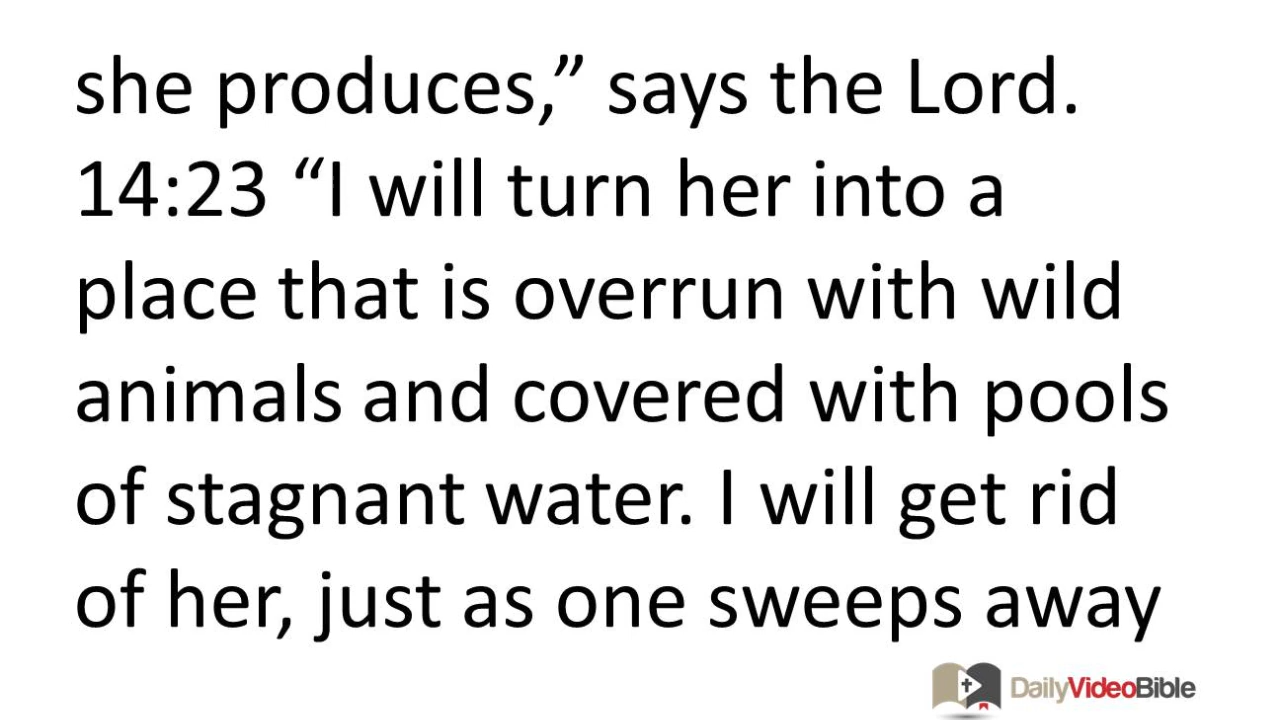 she produces,” says the Lord.
14:23 “I will turn her into a
place that is overrun with wild
animals and covered with pools
of stagnant water. I will get rid
of her, just as one sweeps away
DailyVideoBible